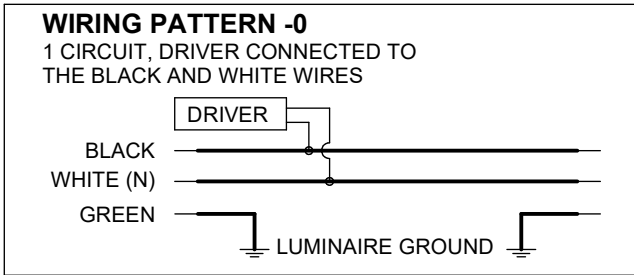 WIRING PATTERN -0
1 CIRCUIT, DRIVER CONNECTED TO
THE BLACK AND WHITE WIRES
DRIVER
BLACK
WHITE (N)
GREEN
LUMINAIRE GROUND